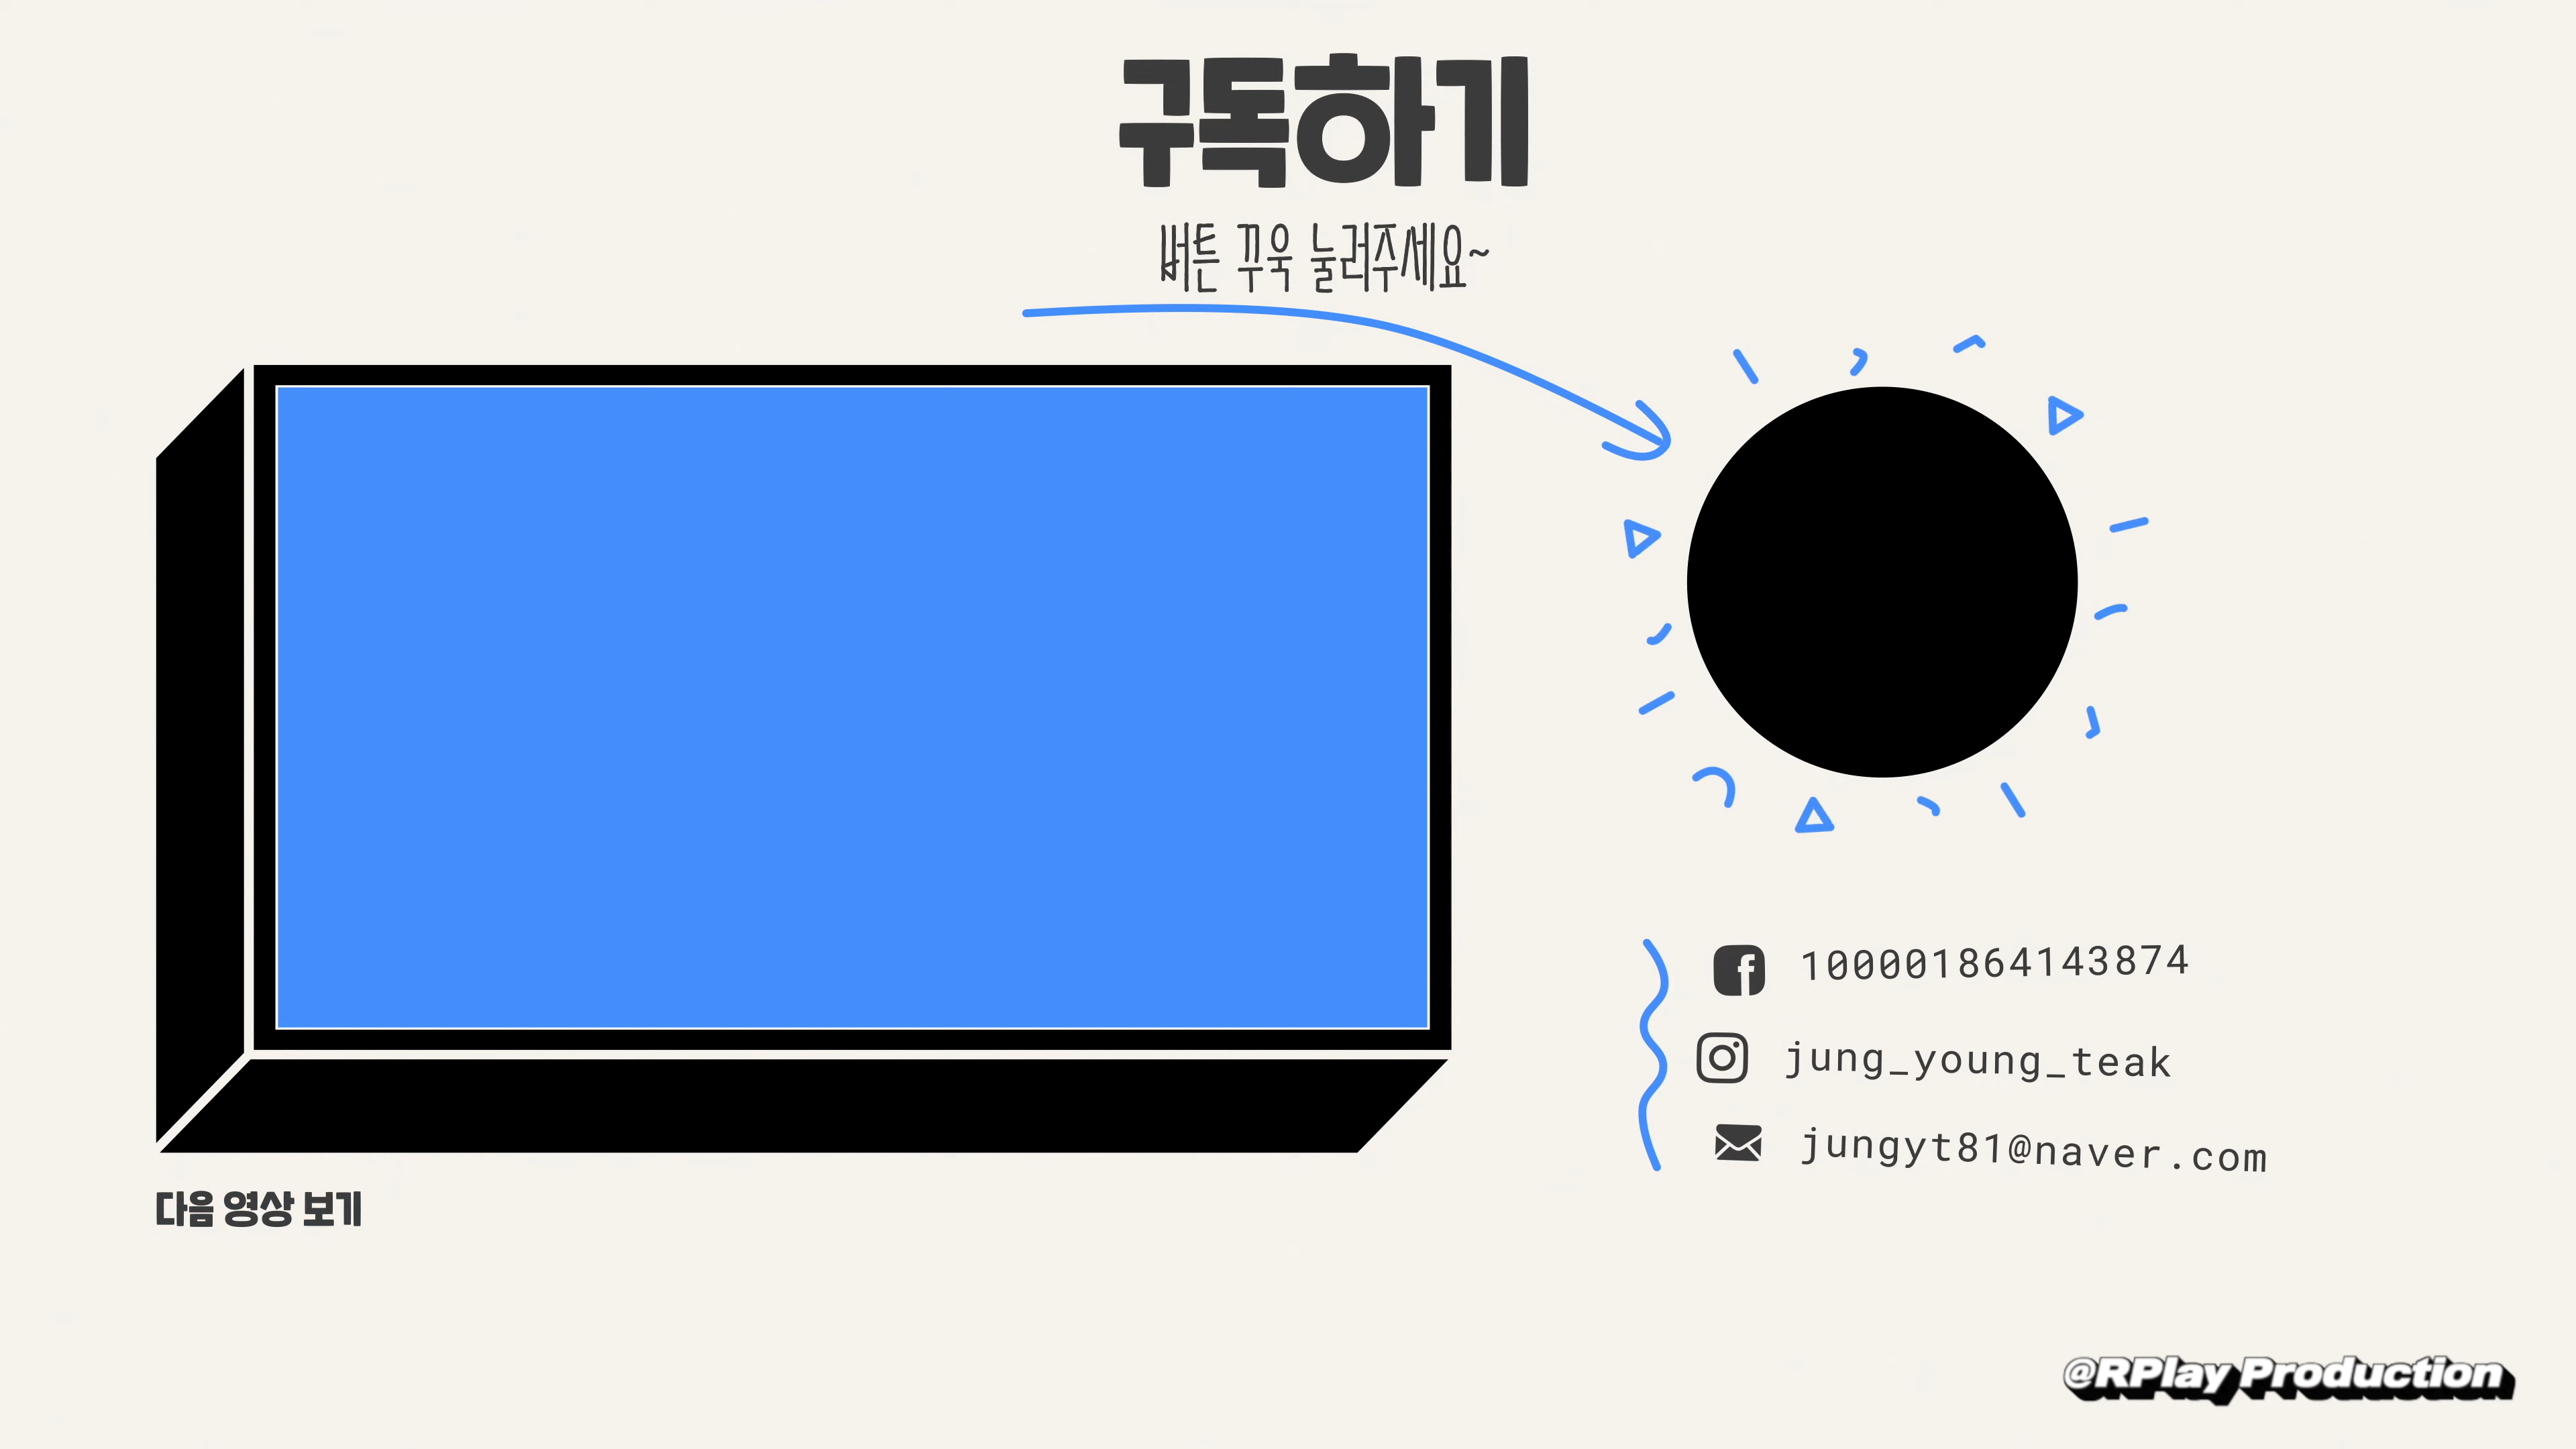 구독하기
버튼 꾸욱 눌러주세요~
100001864143874
jung_young_teak
jungyt81@naver.com
다음 영상 보기
@RPlay Production